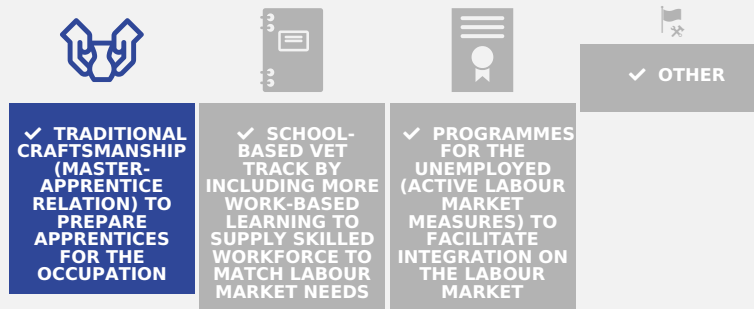 ✓ TRADITIONAL
CRAFTSMANSHIP
(MASTER-
APPRENTICE
RELATION) TO
PREPARE
APPRENTICES
FOR THE
OCCUPATION
✓ SCHOOL-
BASED VET
TRACK BY
INCLUDING MORE
WORK-BASED
LEARNING TO
SUPPLY SKILLED
WORKFORCE TO
MATCH LABOUR
MARKET NEEDS
✓ PROGRAMMES
FOR THE
UNEMPLOYED
(ACTIVE LABOUR
MARKET
MEASURES) TO
FACILITATE
INTEGRATION ON
THE LABOUR
MARKET
✓ OTHER